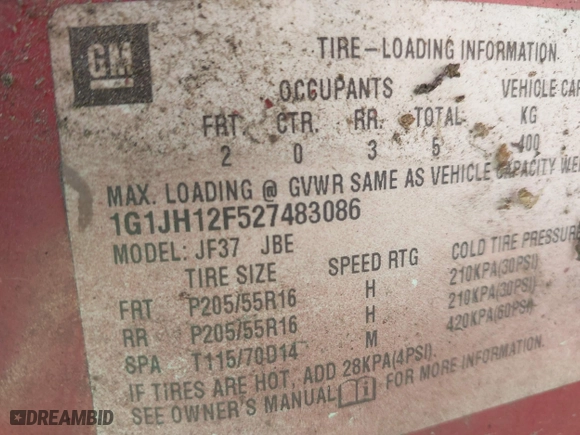 GM
TIRE-LOADING INFORMATION
OCCUPANTS VEHICLE CAP
FRT. CTR. RR. TOTAL KG
2 0 3 5 400
MAX. LOADING @ GVWR SAME AS VEHICLE CAPACITY WEI
1G1JH12F527483086
MODEL: JF37 JBE
TIRE SIZE SPEED RTG COLD TIRE PRESSURE
FRT P205/55R16 H 210KPA(30PSI)
RR P205/55R16 H 210KPA(30PSI)
SPA T115/70D14 M 420KPA(60PSI)
IF TIRES ARE HOT, ADD 28KPA(4PSI).
SEE OWNER'S MANUAL FOR MORE INFORMATION.
DREAMBID